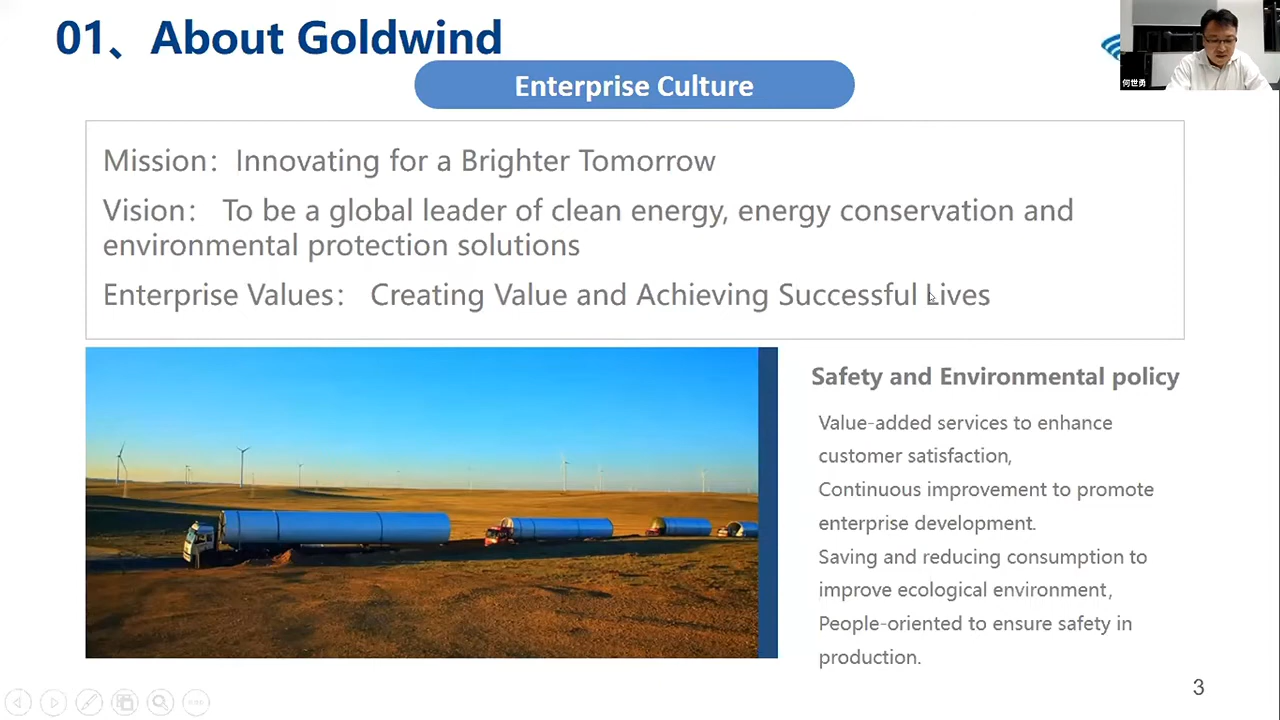 01、About Goldwind
Enterprise Culture
何世勇
Mission： Innovating for a Brighter Tomorrow
Vision： To be a global leader of clean energy, energy conservation and
environmental protection solutions
Enterprise Values： Creating Value and Achieving Successful Lives
Safety and Environmental policy
Value-added services to enhance
customer satisfaction,
Continuous improvement to promote
enterprise development.
Saving and reducing consumption to
improve ecological environment,
People-oriented to ensure safety in
production.
3